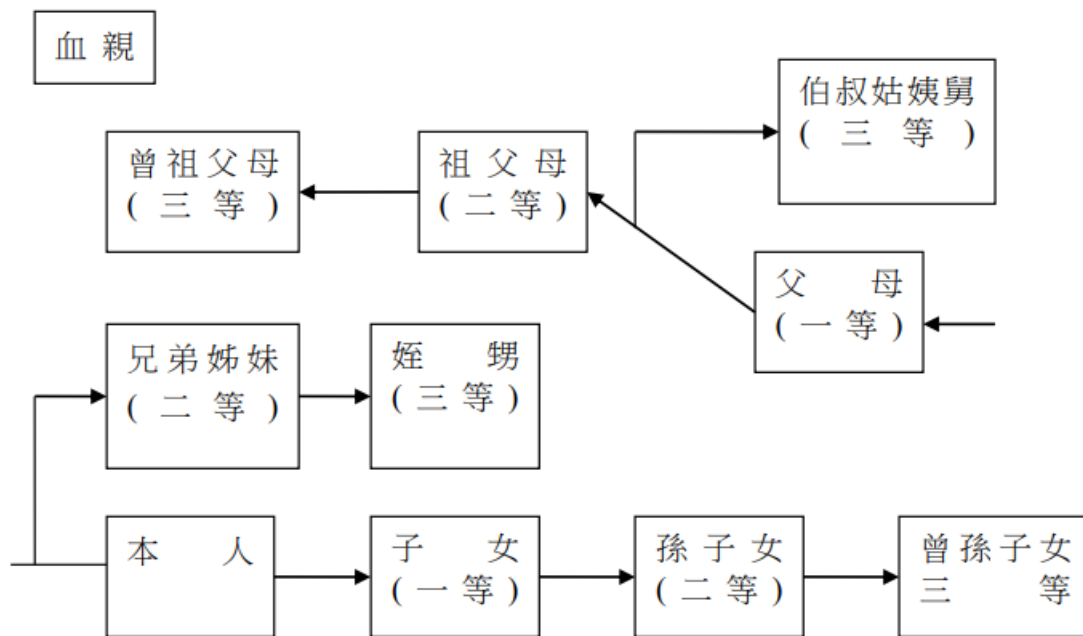 血親
伯叔姑姨舅
(三等)
曾祖父母
(三等)
祖父母
(二等)
父母
(一等)
兄弟姊妹
(二等)
姪甥
(三等)
本人
子女
(一等)
孫子女
(二等)
曾孫子女
三等